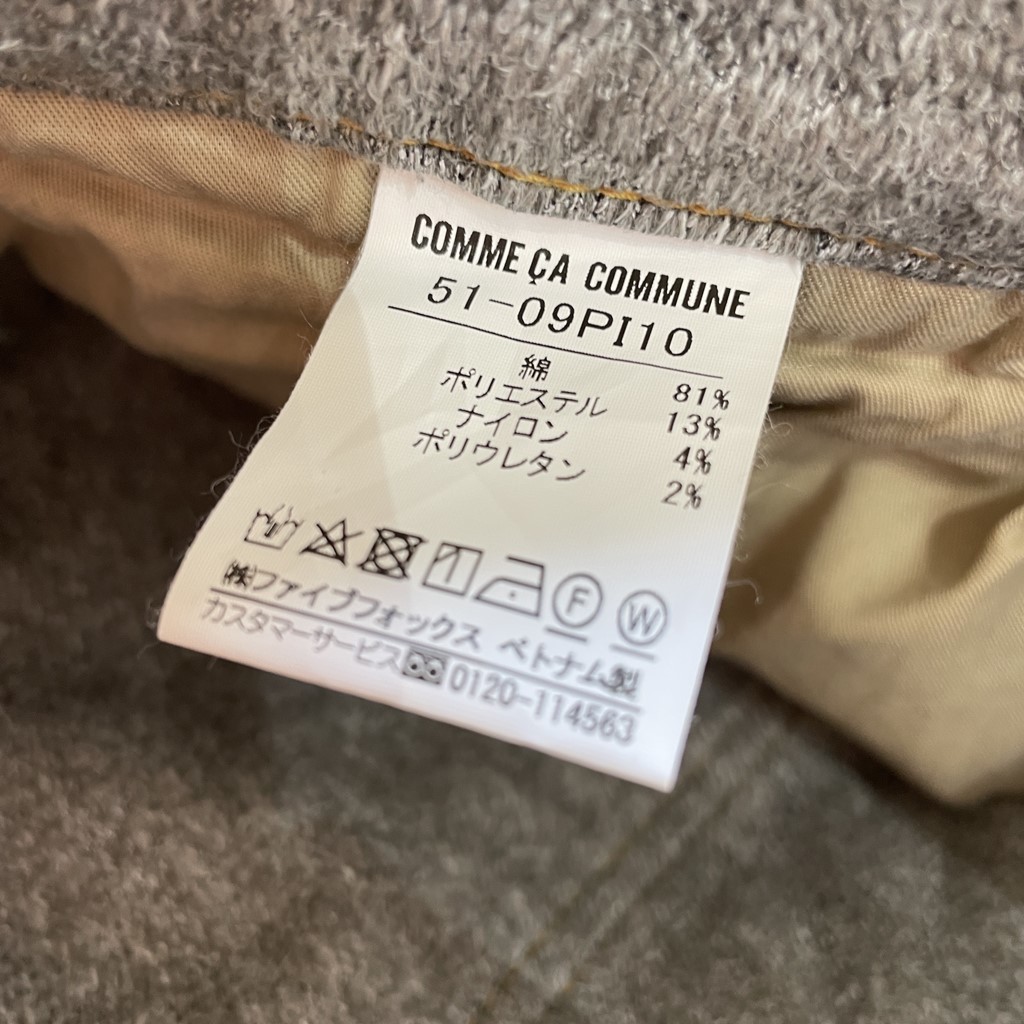 COMME ÇA COMMUNE
51-09PI10
綿 81%
ポリエステル 13%
ナイロン 4%
ポリウレタン 2%
F W
㈱ファイブフォックス ベトナム製
カスタマーサービス 0120-114563